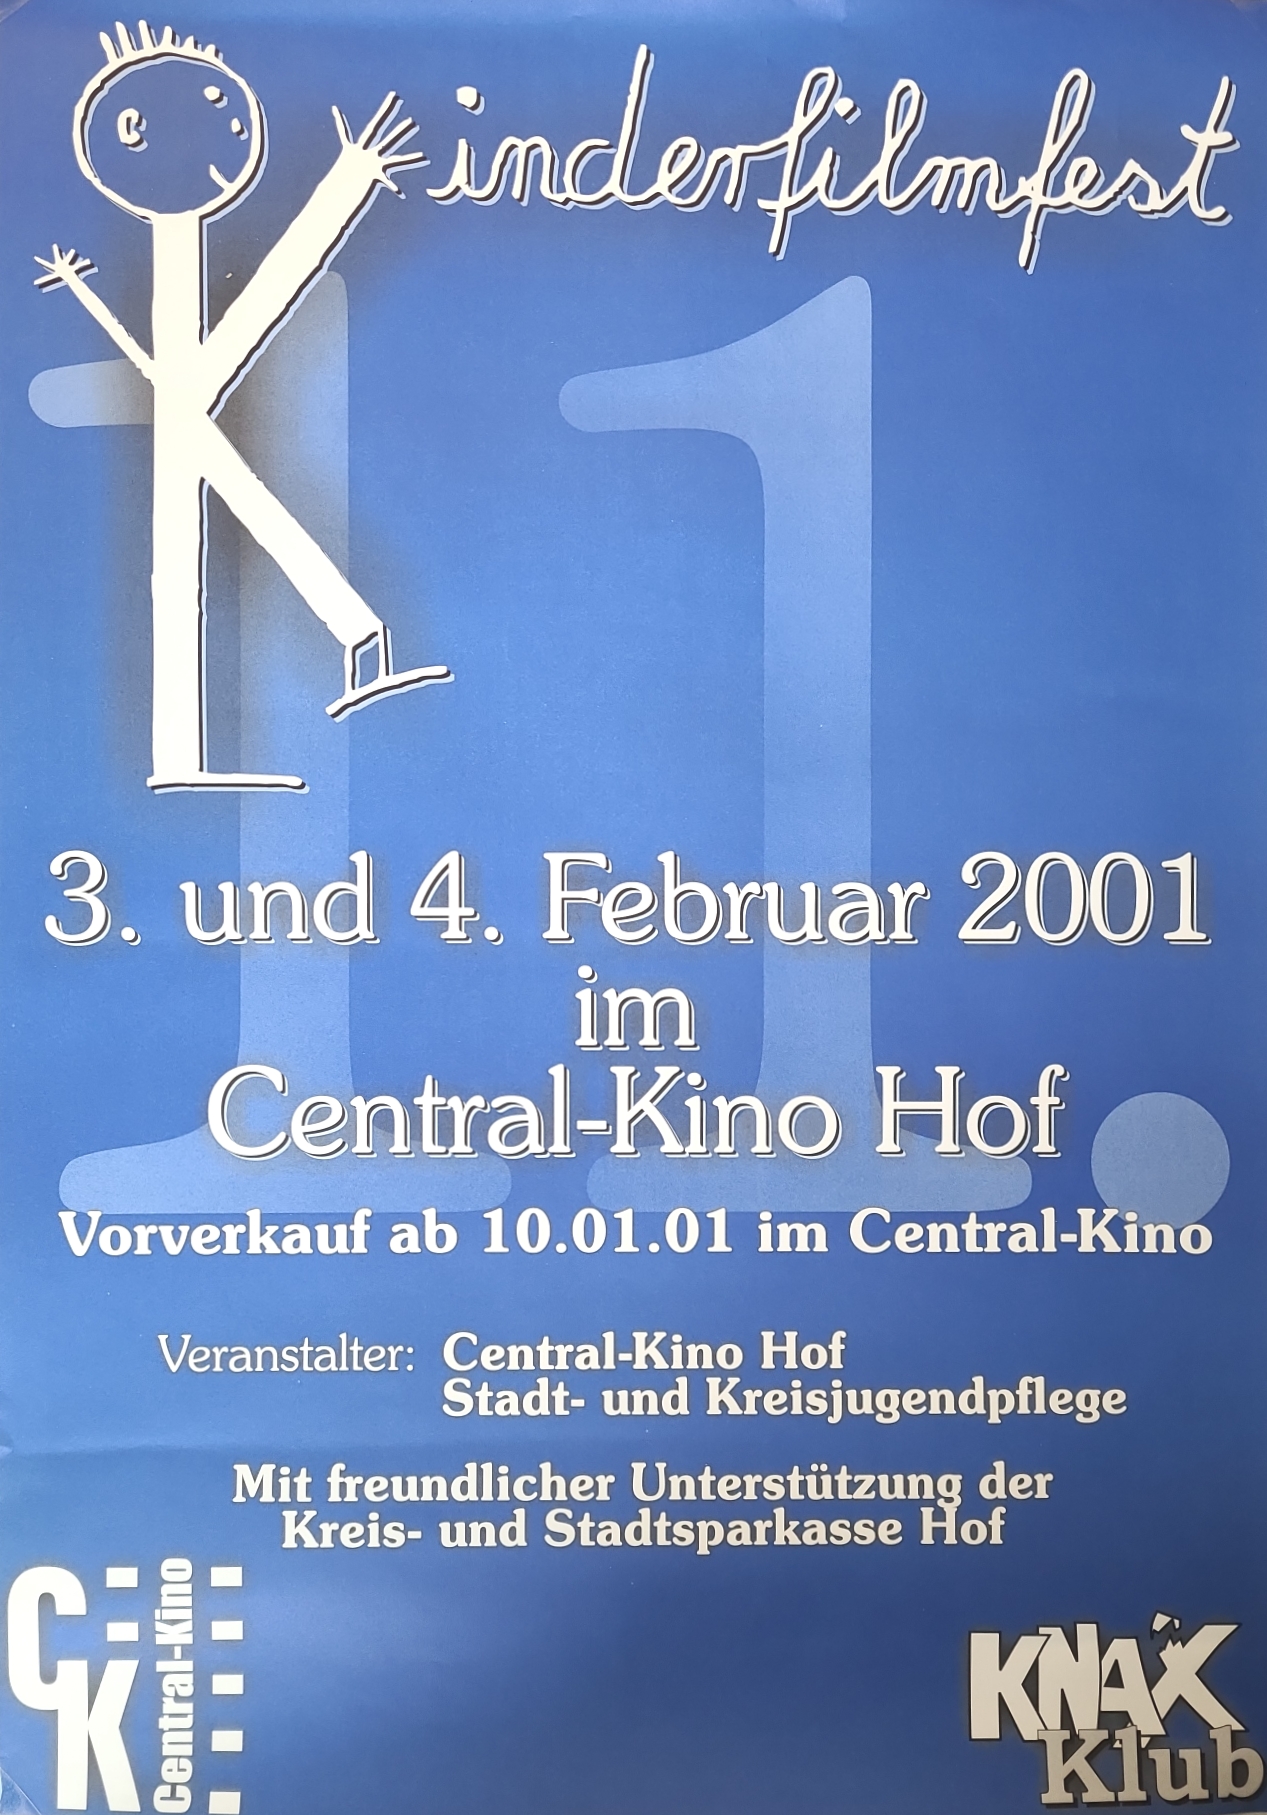 Kinderfilmfest
11.
3. und 4. Februar 2001
im
Central-Kino Hof
Vorverkauf ab 10.01.01 im Central-Kino
Veranstalter: Central-Kino Hof
Stadt- und Kreisjugendpflege
Mit freundlicher Unterstützung der
Kreis- und Stadtsparkasse Hof
CK
Central-Kino
KNAX
Klub